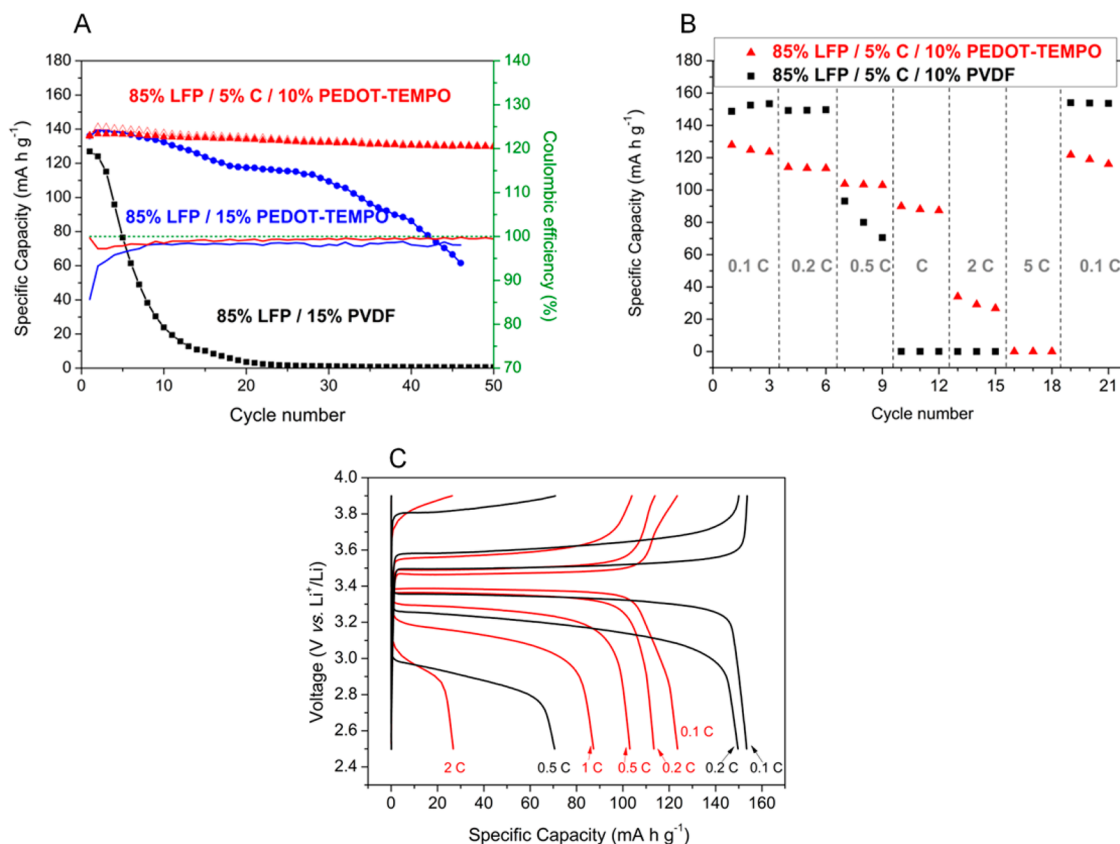 A
85% LFP / 5% C / 10% PEDOT-TEMPO
85% LFP / 15% PEDOT-TEMPO
85% LFP / 15% PVDF
Specific Capacity (mA h g⁻¹)
180
160
140
120
100
80
60
40
20
0
0 10 20 30 40 50
Cycle number
140
130
120
110
100
90
80
70
Coulombic efficiency (%)
B
85% LFP / 5% C / 10% PEDOT-TEMPO
85% LFP / 5% C / 10% PVDF
Specific Capacity (mA h g⁻¹)
180
160
140
120
100
80
60
40
20
0
0.1 C 0.2 C 0.5 C C 2 C 5 C 0.1 C
0 3 6 9 12 15 18 21
Cycle number
C
Voltage (V vs. Li⁺/Li)
4.0
3.8
3.6
3.4
3.2
3.0
2.8
2.6
2.4
0.1 C
2 C 0.5 C 1 C 0.5 C 0.2 C 0.2 C 0.1 C
0 20 40 60 80 100 120 140 160
Specific Capacity (mA h g⁻¹)